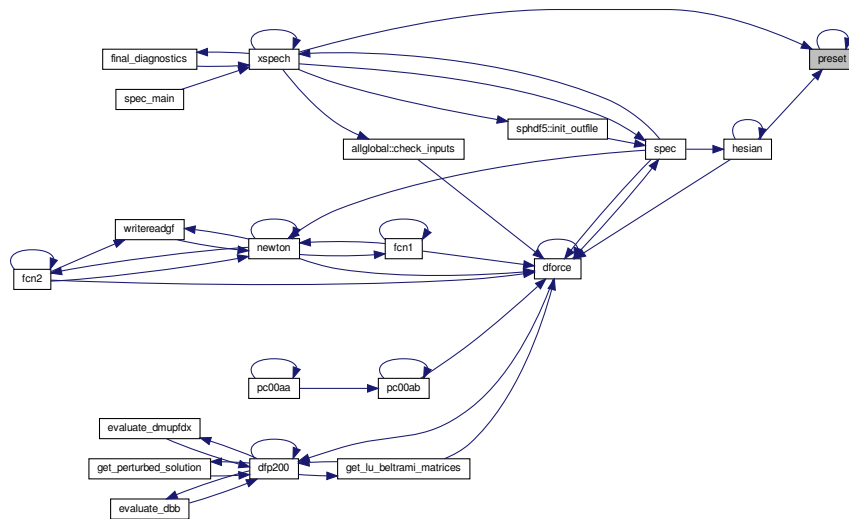 final_diagnostics
xspech
preset
spec_main
sphdf5::init_outfile
allglobal::check_inputs
spec
hesian
writereadgf
newton
fcn1
dforce
fcn2
pc00aa
pc00ab
evaluate_dmupfdx
get_perturbed_solution
dfp200
get_lu_beltrami_matrices
evaluate_dbb